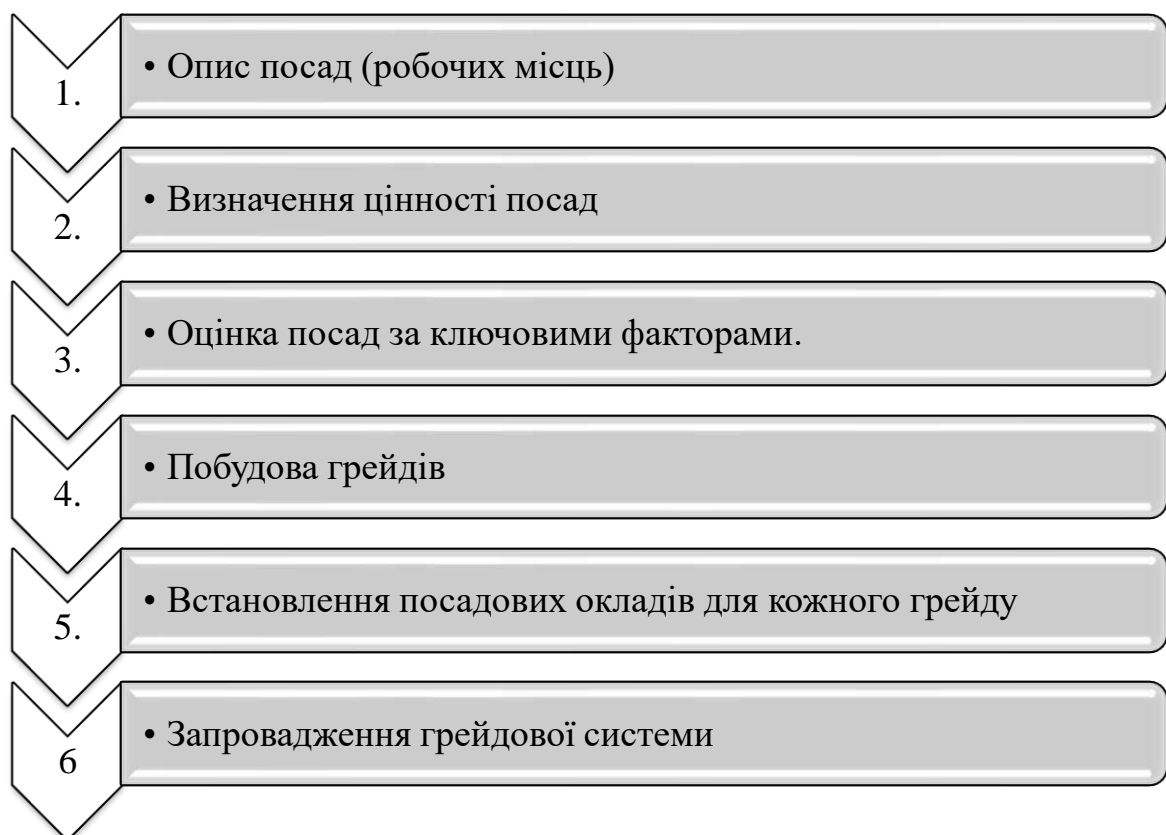 1.
• Опис посад (робочих місць)
2.
• Визначення цінності посад
3.
• Оцінка посад за ключовими факторами.
4.
• Побудова грейдів
5.
• Встановлення посадових окладів для кожного грейду
6
• Запровадження грейдової системи